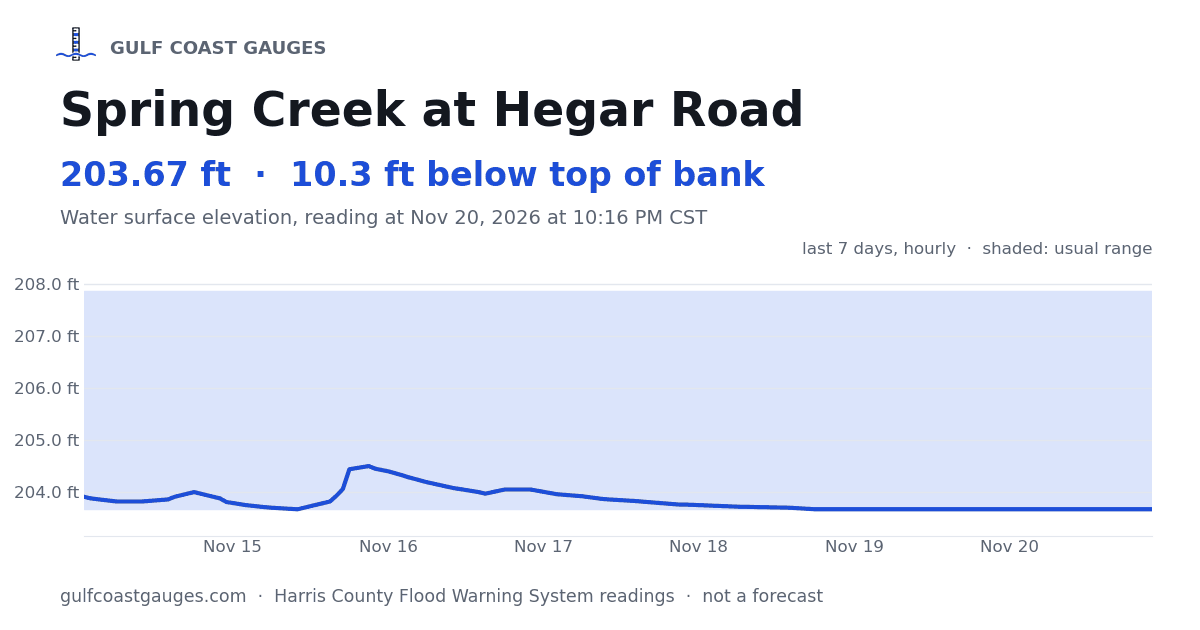 GULF COAST GAUGES
Spring Creek at Hegar Road
203.67 ft · 10.3 ft below top of bank
Water surface elevation, reading at Nov 20, 2026 at 10:16 PM CST
last 7 days, hourly · shaded: usual range
208.0 ft
207.0 ft
206.0 ft
205.0 ft
204.0 ft
Nov 15 Nov 16 Nov 17 Nov 18 Nov 19 Nov 20
gulfcoastgauges.com · Harris County Flood Warning System readings · not a forecast